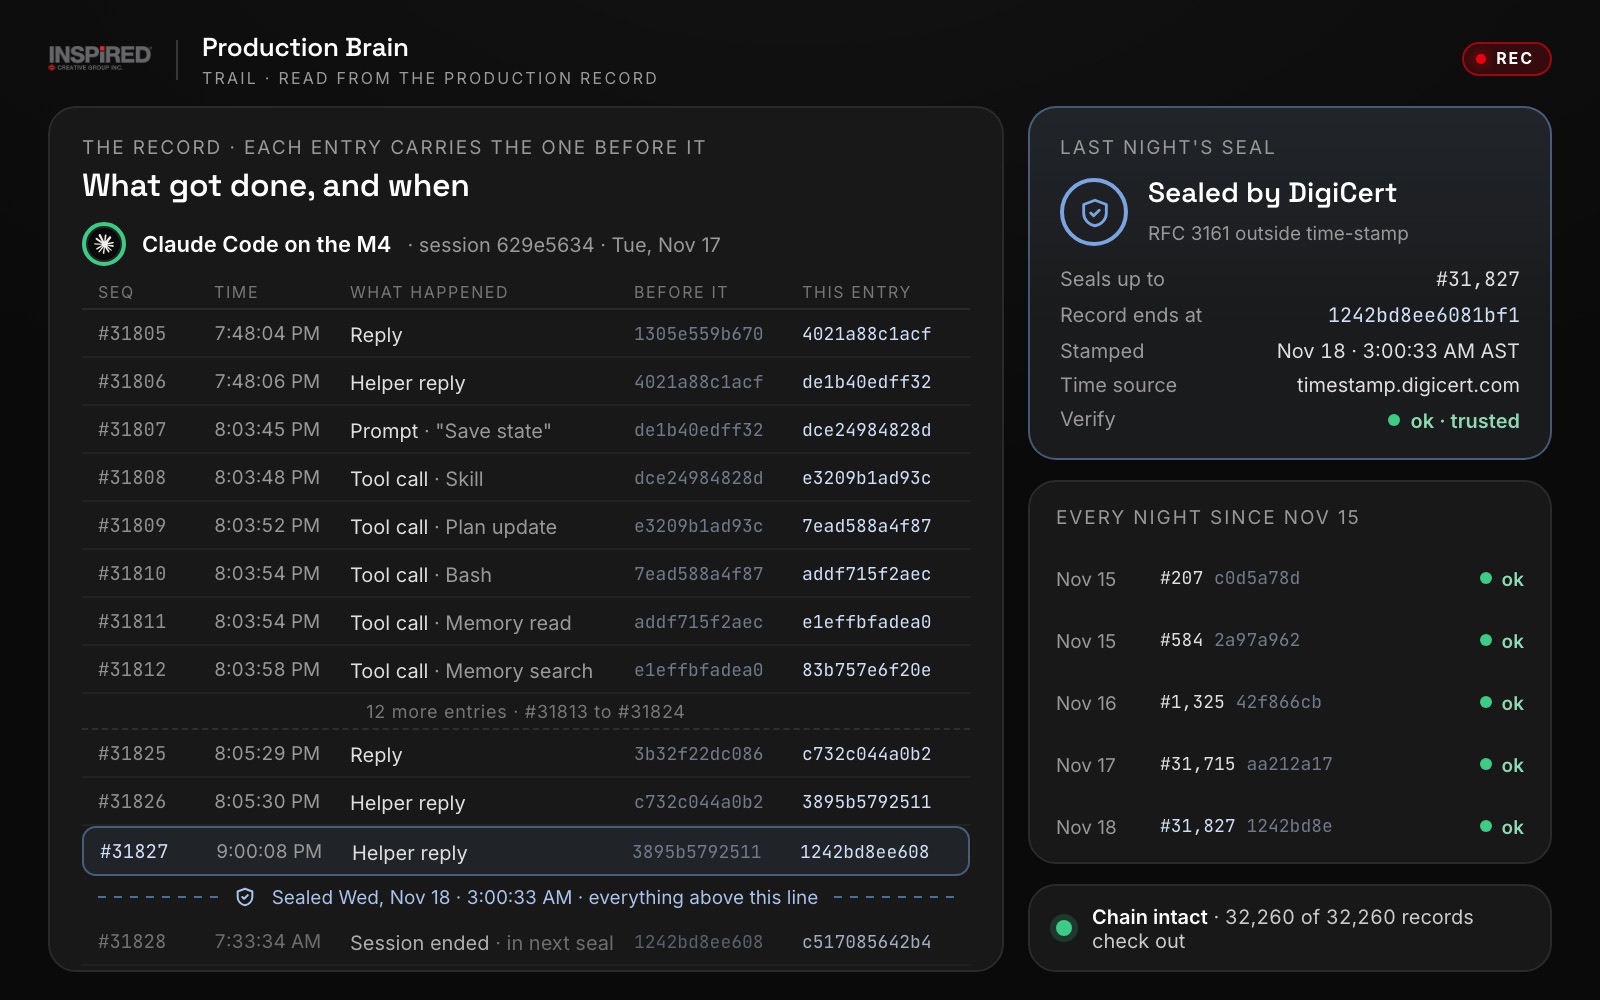 INSPiRED
CREATIVE GROUP INC.
Production Brain
TRAIL · READ FROM THE PRODUCTION RECORD
REC
THE RECORD · EACH ENTRY CARRIES THE ONE BEFORE IT
What got done, and when
Claude Code on the M4 · session 629e5634 · Tue, Nov 17
SEQ TIME WHAT HAPPENED BEFORE IT THIS ENTRY
#31805 7:48:04 PM Reply 1305e559b670 4021a88c1acf
#31806 7:48:06 PM Helper reply 4021a88c1acf de1b40edff32
#31807 8:03:45 PM Prompt · "Save state" de1b40edff32 dce24984828d
#31808 8:03:48 PM Tool call · Skill dce24984828d e3209b1ad93c
#31809 8:03:52 PM Tool call · Plan update e3209b1ad93c 7ead588a4f87
#31810 8:03:54 PM Tool call · Bash 7ead588a4f87 addf715f2aec
#31811 8:03:54 PM Tool call · Memory read addf715f2aec e1effbfadea0
#31812 8:03:58 PM Tool call · Memory search e1effbfadea0 83b757e6f20e
12 more entries · #31813 to #31824
#31825 8:05:29 PM Reply 3b32f22dc086 c732c044a0b2
#31826 8:05:30 PM Helper reply c732c044a0b2 3895b5792511
#31827 9:00:08 PM Helper reply 3895b5792511 1242bd8ee608
Sealed Wed, Nov 18 · 3:00:33 AM · everything above this line
#31828 7:33:34 AM Session ended · in next seal 1242bd8ee608 c517085642b4
LAST NIGHT'S SEAL
Sealed by DigiCert
RFC 3161 outside time-stamp
Seals up to #31,827
Record ends at 1242bd8ee6081bf1
Stamped Nov 18 · 3:00:33 AM AST
Time source timestamp.digicert.com
Verify ok · trusted
EVERY NIGHT SINCE NOV 15
Nov 15 #207 c0d5a78d ok
Nov 15 #584 2a97a962 ok
Nov 16 #1,325 42f866cb ok
Nov 17 #31,715 aa212a17 ok
Nov 18 #31,827 1242bd8e ok
Chain intact · 32,260 of 32,260 records
check out